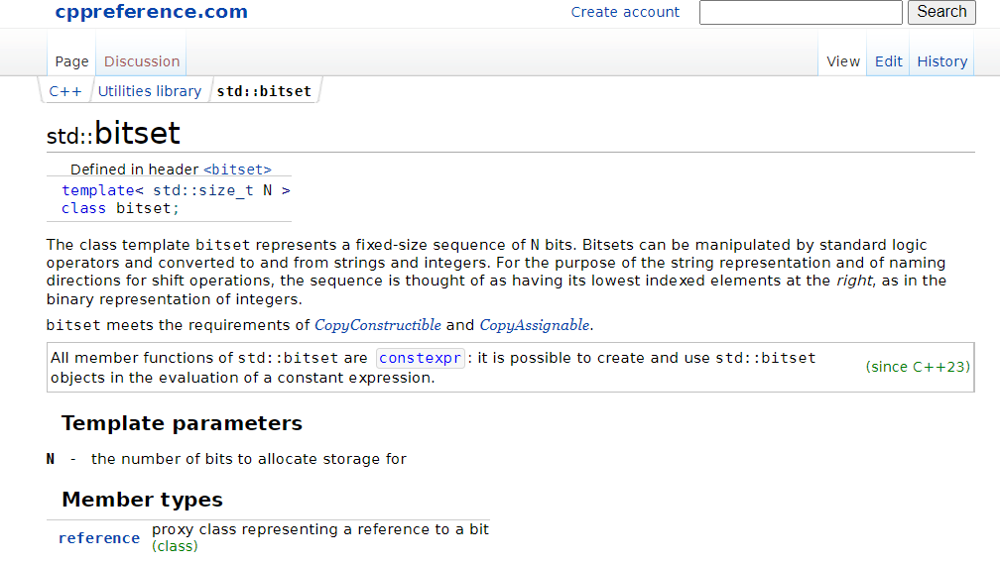 cppreference.com
Create account
Search
Page
Discussion
View
Edit
History
C++
Utilities library
std::bitset
std::bitset
Defined in header <bitset>
template< std::size_t N >
class bitset;
The class template bitset represents a fixed-size sequence of N bits. Bitsets can be manipulated by standard logic
operators and converted to and from strings and integers. For the purpose of the string representation and of naming
directions for shift operations, the sequence is thought of as having its lowest indexed elements at the right, as in the
binary representation of integers.
bitset meets the requirements of CopyConstructible and CopyAssignable.
All member functions of std::bitset are constexpr: it is possible to create and use std::bitset
objects in the evaluation of a constant expression.
(since C++23)
Template parameters
N - the number of bits to allocate storage for
Member types
reference
proxy class representing a reference to a bit
(class)